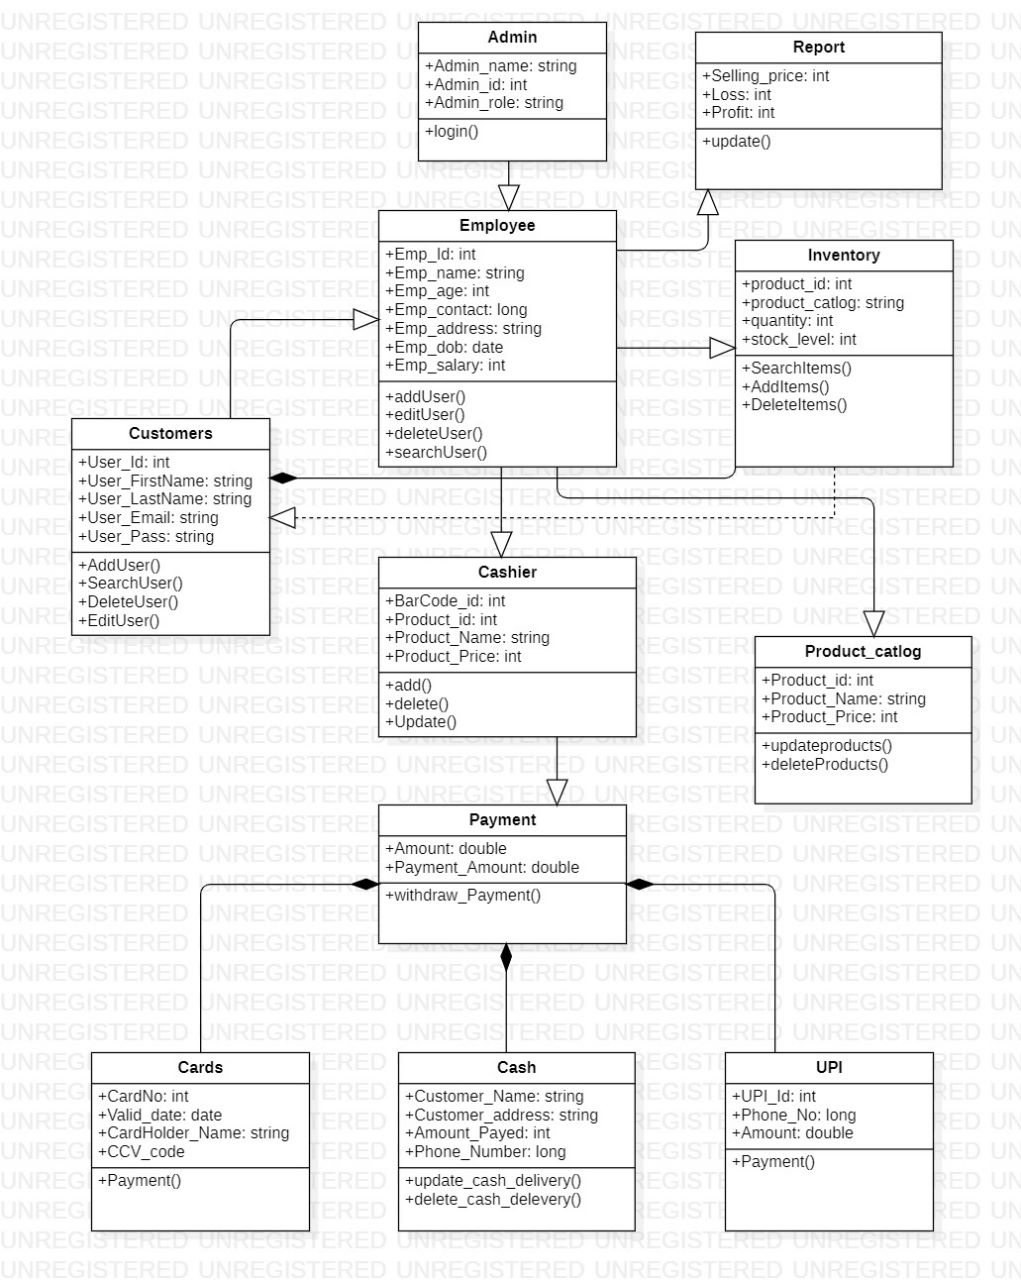 Admin
+Admin_name: string
+Admin_id: int
+Admin_role: string
+login()
Report
+Selling_price: int
+Loss: int
+Profit: int
+update()
Employee
+Emp_Id: int
+Emp_name: string
+Emp_age: int
+Emp_contact: long
+Emp_address: string
+Emp_dob: date
+Emp_salary: int
+addUser()
+editUser()
+deleteUser()
+searchUser()
Inventory
+product_id: int
+product_catlog: string
+quantity: int
+stock_level: int
+SearchItems()
+AddItems()
+DeleteItems()
Customers
+User_Id: int
+User_FirstName: string
+User_LastName: string
+User_Email: string
+User_Pass: string
+AddUser()
+SearchUser()
+DeleteUser()
+EditUser()
Cashier
+BarCode_id: int
+Product_id: int
+Product_Name: string
+Product_Price: int
+add()
+delete()
+Update()
Product_catlog
+Product_id: int
+Product_Name: string
+Product_Price: int
+updateproducts()
+deleteProducts()
Payment
+Amount: double
+Payment_Amount: double
+withdraw_Payment()
Cards
+CardNo: int
+Valid_date: date
+CardHolder_Name: string
+CCV_code
+Payment()
Cash
+Customer_Name: string
+Customer_address: string
+Amount_Payed: int
+Phone_Number: long
+update_cash_delivery()
+delete_cash_delevery()
UPI
+UPI_Id: int
+Phone_No: long
+Amount: double
+Payment()
UNREGISTERED